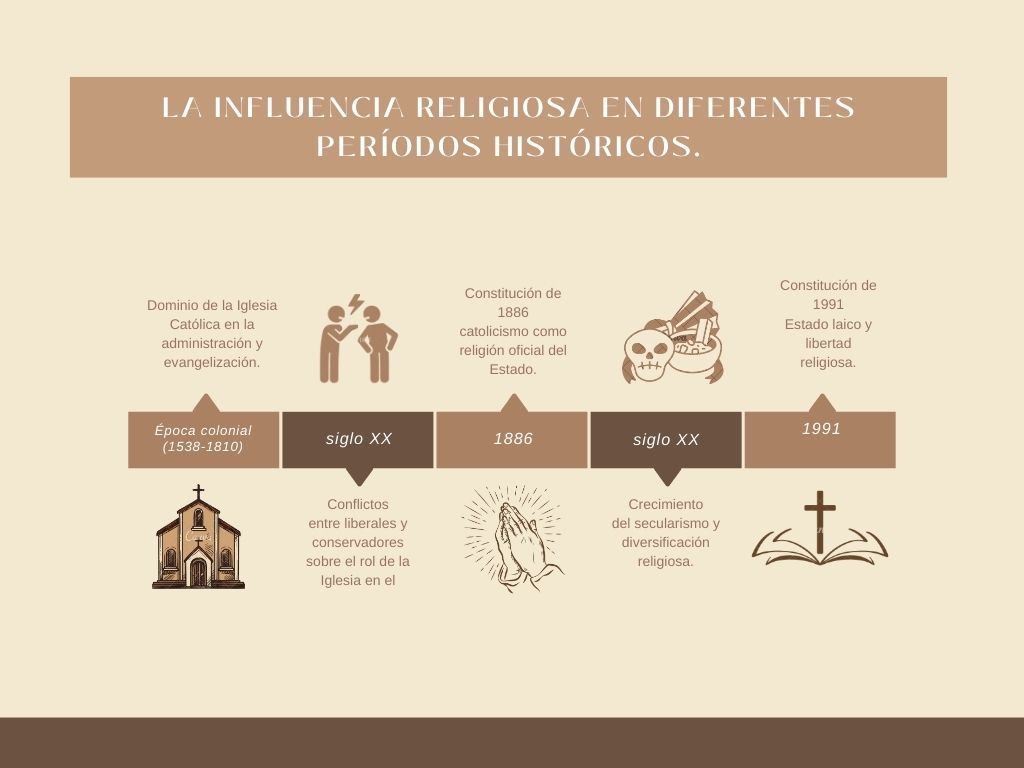 LA INFLUENCIA RELIGIOSA EN DIFERENTES
PERÍODOS HISTÓRICOS.
Dominio de la Iglesia
Católica en la
administración y
evangelización.
Época colonial
(1538-1810)
siglo XX
Conflictos
entre liberales y
conservadores
sobre el rol de la
Iglesia en el
Constitución de
1886
catolicismo como
religión oficial del
Estado.
1886
siglo XX
Crecimiento
del secularismo y
diversificación
religiosa.
Constitución de
1991
Estado laico y
libertad
religiosa.
1991